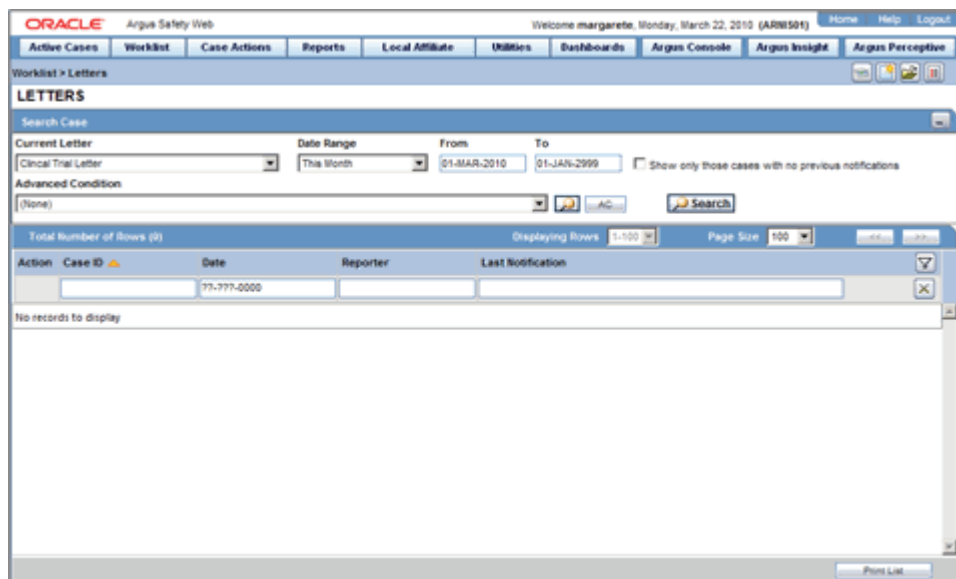 ORACLE Argus Safety Web Welcome margarete, Monday, March 22, 2010 (ARNIS01) Home Help Logout
Active Cases Worklist Case Actions Reports Local Affiliate Utilities Dashboards Argus Console Argus Insight Argus Perceptive
Worklist > Letters
LETTERS
Search Case
Current Letter Date Range From To
Clincal Trial Letter This Month 01-MAR-2010 01-JAN-2999 Show only those cases with no previous notifications
Advanced Condition
(None) AC... Search
Total Number of Rows (0) Displaying Rows 1-100 Page Size 100 <<... ...>>
Action Case ID Date Reporter Last Notification
??-???-0000
No records to display
Print List